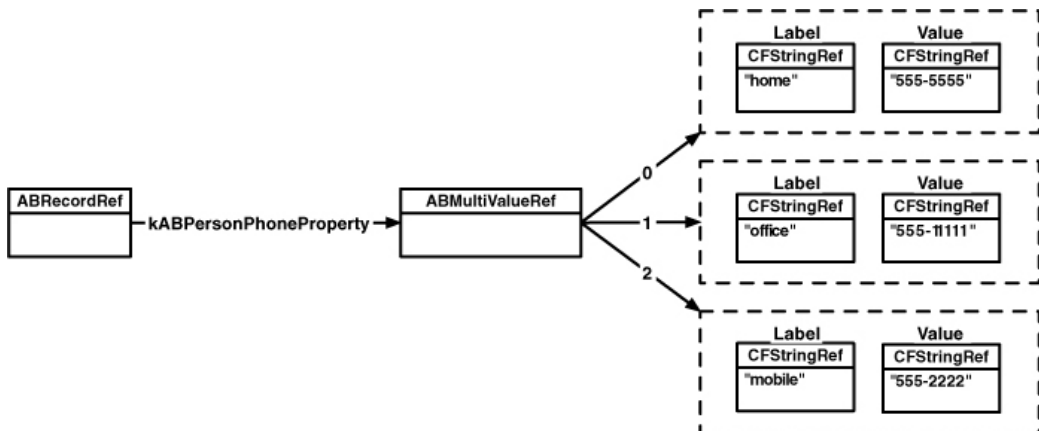 Label Value
CFStringRef CFStringRef
"home" "555-5555"
0
Label Value
ABRecordRef ABMultiValueRef CFStringRef CFStringRef
kABPersonPhoneProperty 1 "office" "555-11111"
2
Label Value
CFStringRef CFStringRef
"mobile" "555-2222"